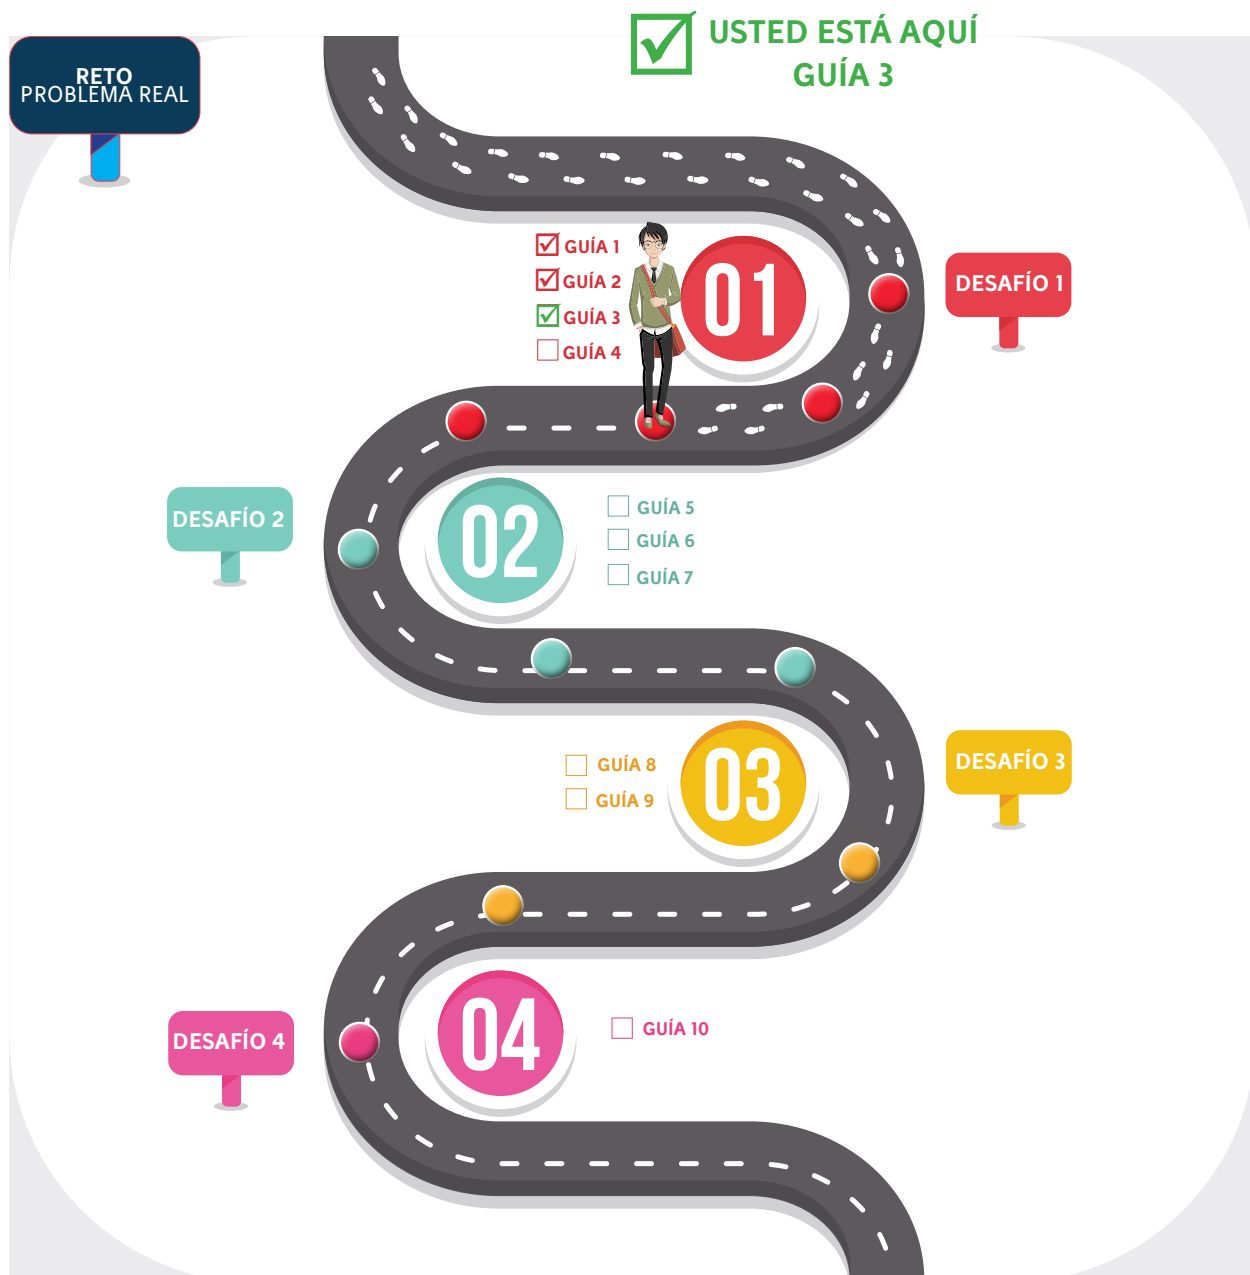 USTED ESTÁ AQUÍ
GUÍA 3
RETO
PROBLEMA REAL
GUÍA 1
GUÍA 2
GUÍA 3
GUÍA 4
01
DESAFÍO 1
DESAFÍO 2
02
GUÍA 5
GUÍA 6
GUÍA 7
GUÍA 8
GUÍA 9
03
DESAFÍO 3
DESAFÍO 4
04
GUÍA 10